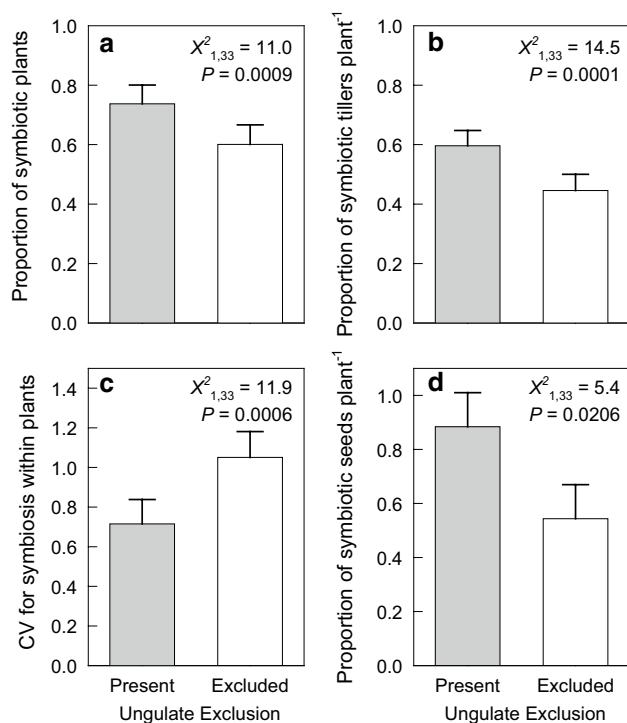 Proportion of symbiotic plants
1.0
0.8
0.6
0.4
0.2
0.0
a
X²1,33 = 11.0
P = 0.0009
Proportion of symbiotic tillers plant⁻¹
1.0
0.8
0.6
0.4
0.2
0.0
b
X²1,33 = 14.5
P = 0.0001
CV for symbiosis within plants
1.4
1.2
1.0
0.8
0.6
0.4
0.2
0.0
c
X²1,33 = 11.9
P = 0.0006
Present Excluded
Ungulate Exclusion
Proportion of symbiotic seeds plant⁻¹
1.0
0.8
0.6
0.4
0.2
0.0
d
X²1,33 = 5.4
P = 0.0206
Present Excluded
Ungulate Exclusion